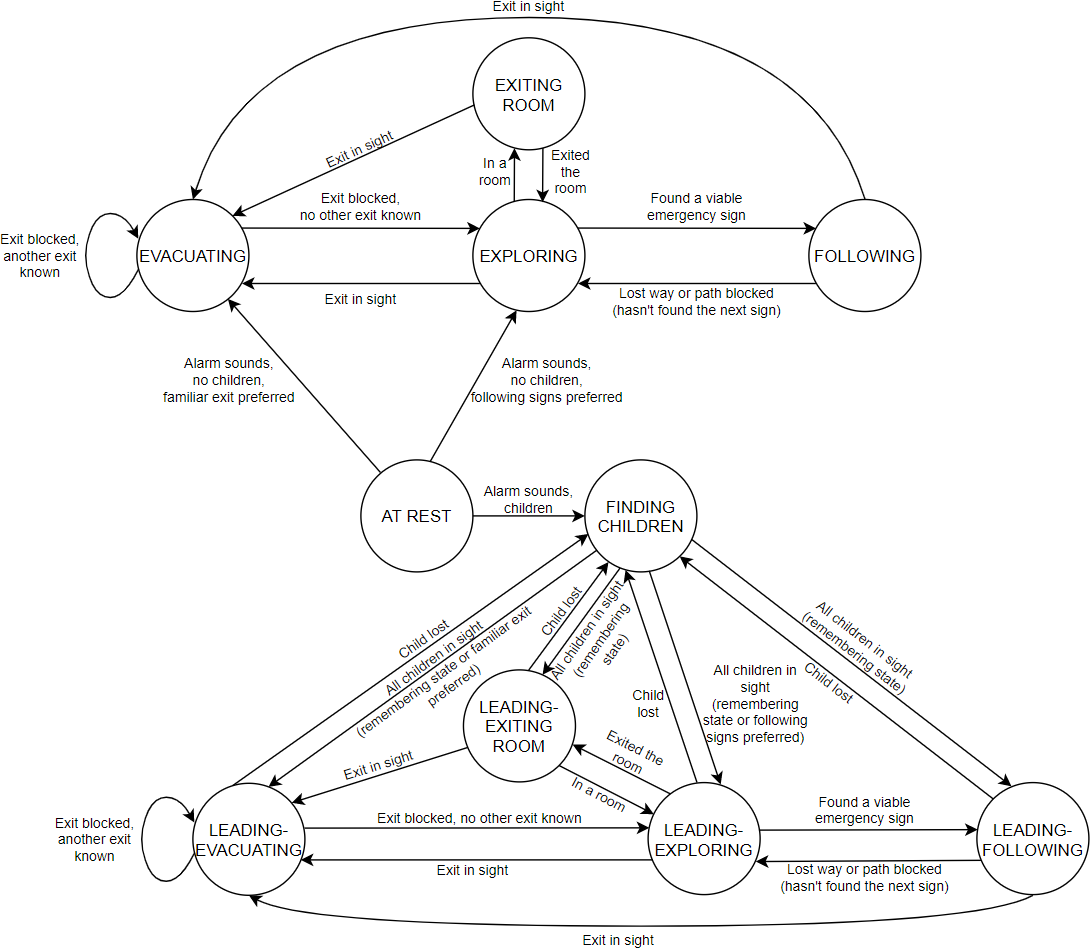 Exit in sight
EXITING
ROOM
Exit in sight
In a
room
Exited
the
room
Exit blocked,
no other exit known
Found a viable
emergency sign
Exit blocked,
another exit
known
EVACUATING
EXPLORING
FOLLOWING
Exit in sight
Lost way or path blocked
(hasn't found the next sign)
Alarm sounds,
no children,
familiar exit preferred
Alarm sounds,
no children,
following signs preferred
AT REST
Alarm sounds,
children
FINDING
CHILDREN
Child lost
All children in sight
(remembering state or familiar exit
preferred)
Child lost
All children in sight
(remembering
state)
Child
lost
All children in
sight
(remembering
state or following
signs preferred)
All children in sight
(remembering state)
Child lost
LEADING-
EXITING
ROOM
Exit in sight
Exited the
room
In a room
Exit blocked,
another exit
known
LEADING-
EVACUATING
Exit blocked, no other exit known
Exit in sight
LEADING-
EXPLORING
Found a viable
emergency sign
Lost way or path blocked
(hasn't found the next sign)
LEADING-
FOLLOWING
Exit in sight